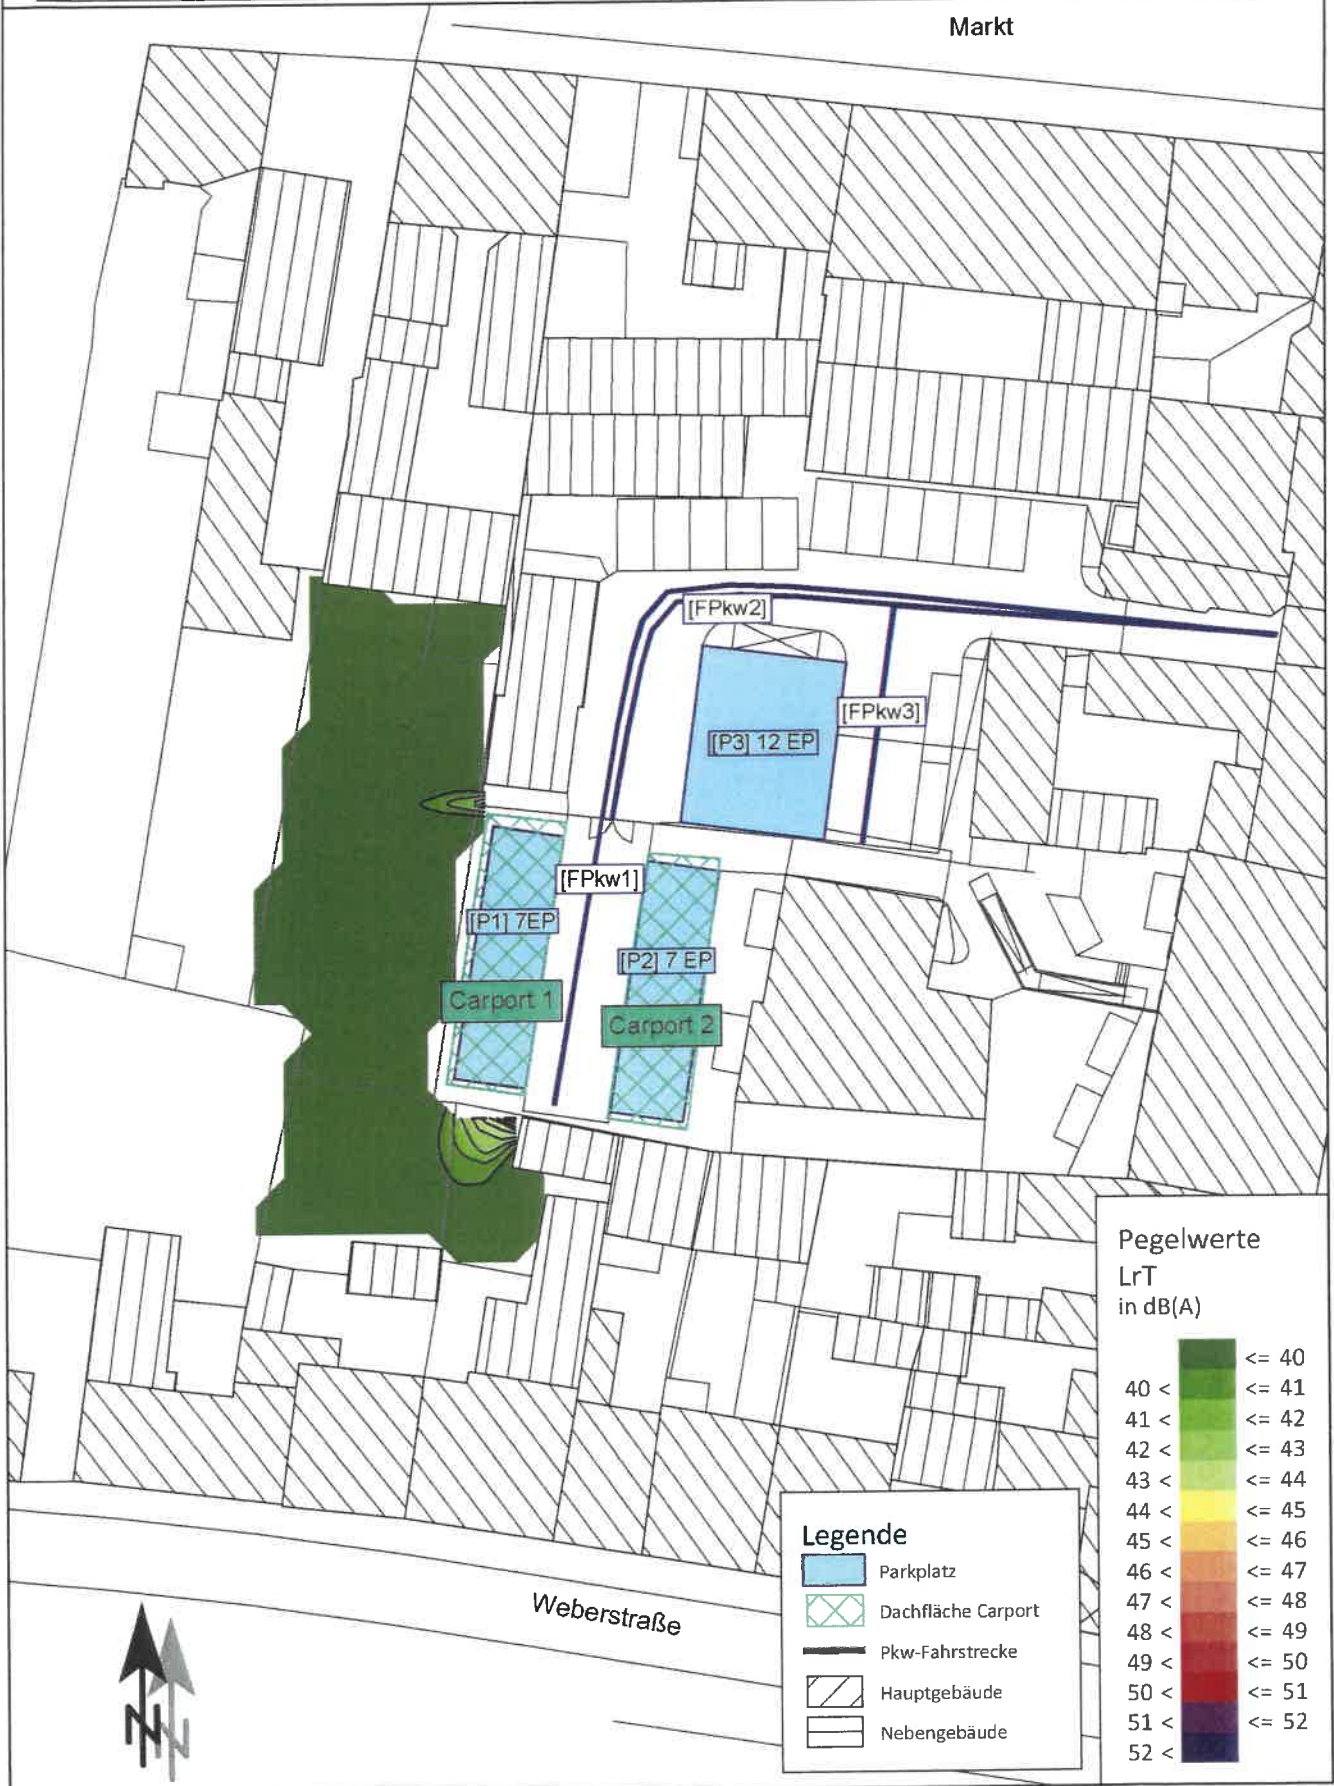 Markt
[FPkw2]
[FPkw3]
[P3] 12 EP
[FPkw1]
[P1] 7EP
[P2] 7 EP
Carport 1
Carport 2
Pegelwerte
LrT
in dB(A)
<= 40
40 < <= 41
41 < <= 42
42 < <= 43
43 < <= 44
44 < <= 45
45 < <= 46
46 < <= 47
47 < <= 48
48 < <= 49
49 < <= 50
50 < <= 51
51 < <= 52
52 <
Legende
Parkplatz
Dachfläche Carport
Pkw-Fahrstrecke
Hauptgebäude
Nebengebäude
Weberstraße
N